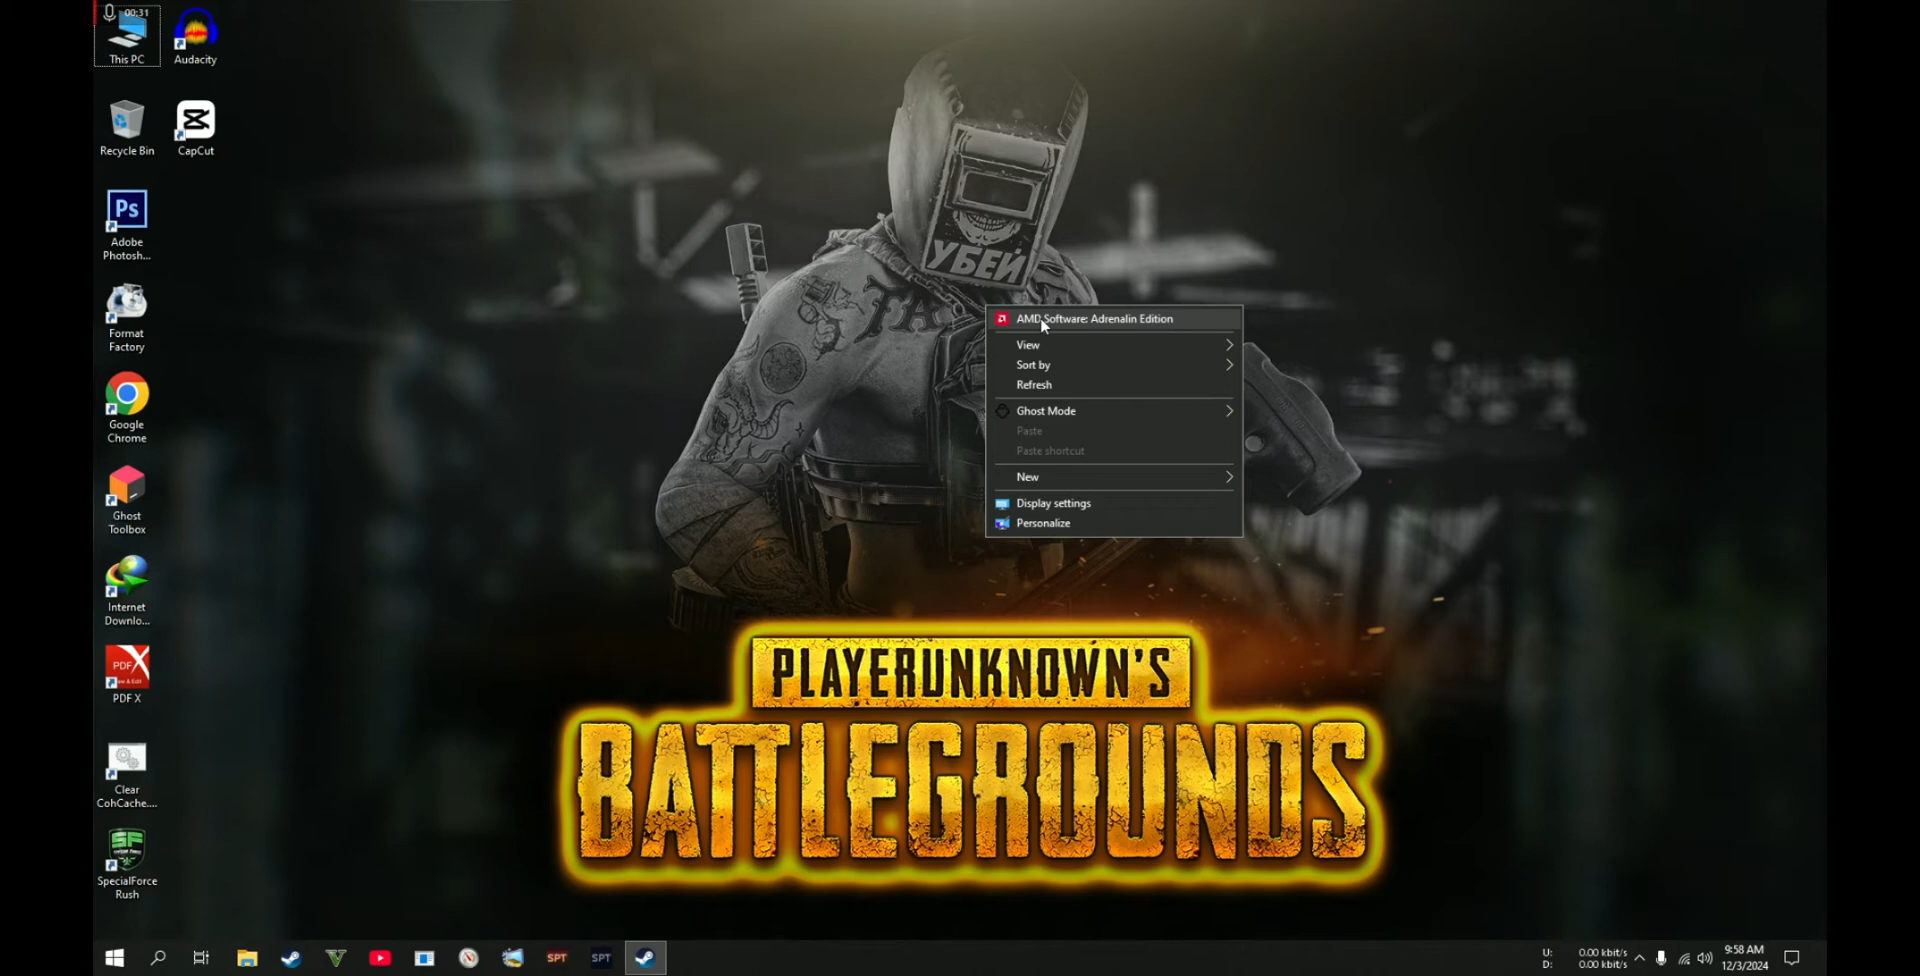 00:31
This PC
Audacity
Recycle Bin
CapCut
Ps
Adobe
Photosh...
Format
Factory
Google
Chrome
Ghost
Toolbox
Internet
Downlo...
PDF
PDF X
Clear
CohCache....
SF
SpecialForce
Rush
УБЕЙ
AMD Software: Adrenalin Edition
View
Sort by
Refresh
Ghost Mode
Paste
Paste shortcut
New
Display settings
Personalize
PLAYERUNKNOWN'S
BATTLEGROUNDS
SPT
SPT
U: 0.00 kbit/s
D: 0.00 kbit/s
9:58 AM
12/3/2024